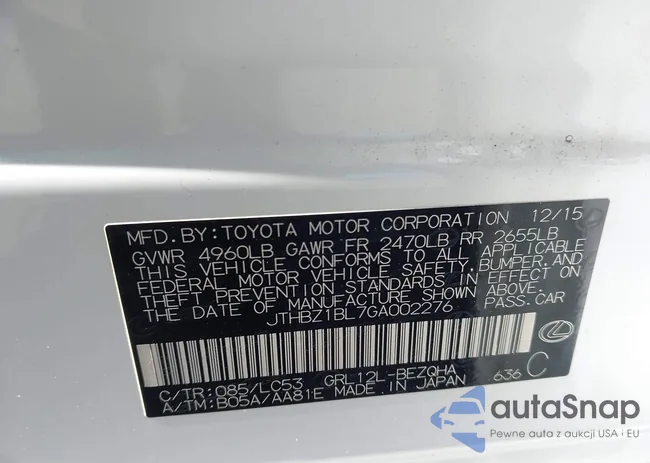 MFD. BY: TOYOTA MOTOR CORPORATION 12/15
GVWR 4960LB GAWR FR 2470LB RR 2655LB
THIS VEHICLE CONFORMS TO ALL APPLICABLE
FEDERAL MOTOR VEHICLE SAFETY, BUMPER, AND
THEFT PREVENTION STANDARDS IN EFFECT ON
THE DATE OF MANUFACTURE SHOWN ABOVE.
JTHBZ1BL7GA002276 PASS. CAR
C/TR: 085/LC53 GRL12L-BEZQHA 636 C
A/TM: B05A/AA81E MADE IN JAPAN
autaSnap
Pewne auta z aukcji USA i EU